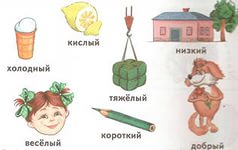 кислый
низкий
холодный
тяжёлый
весёлый
короткий
добрый